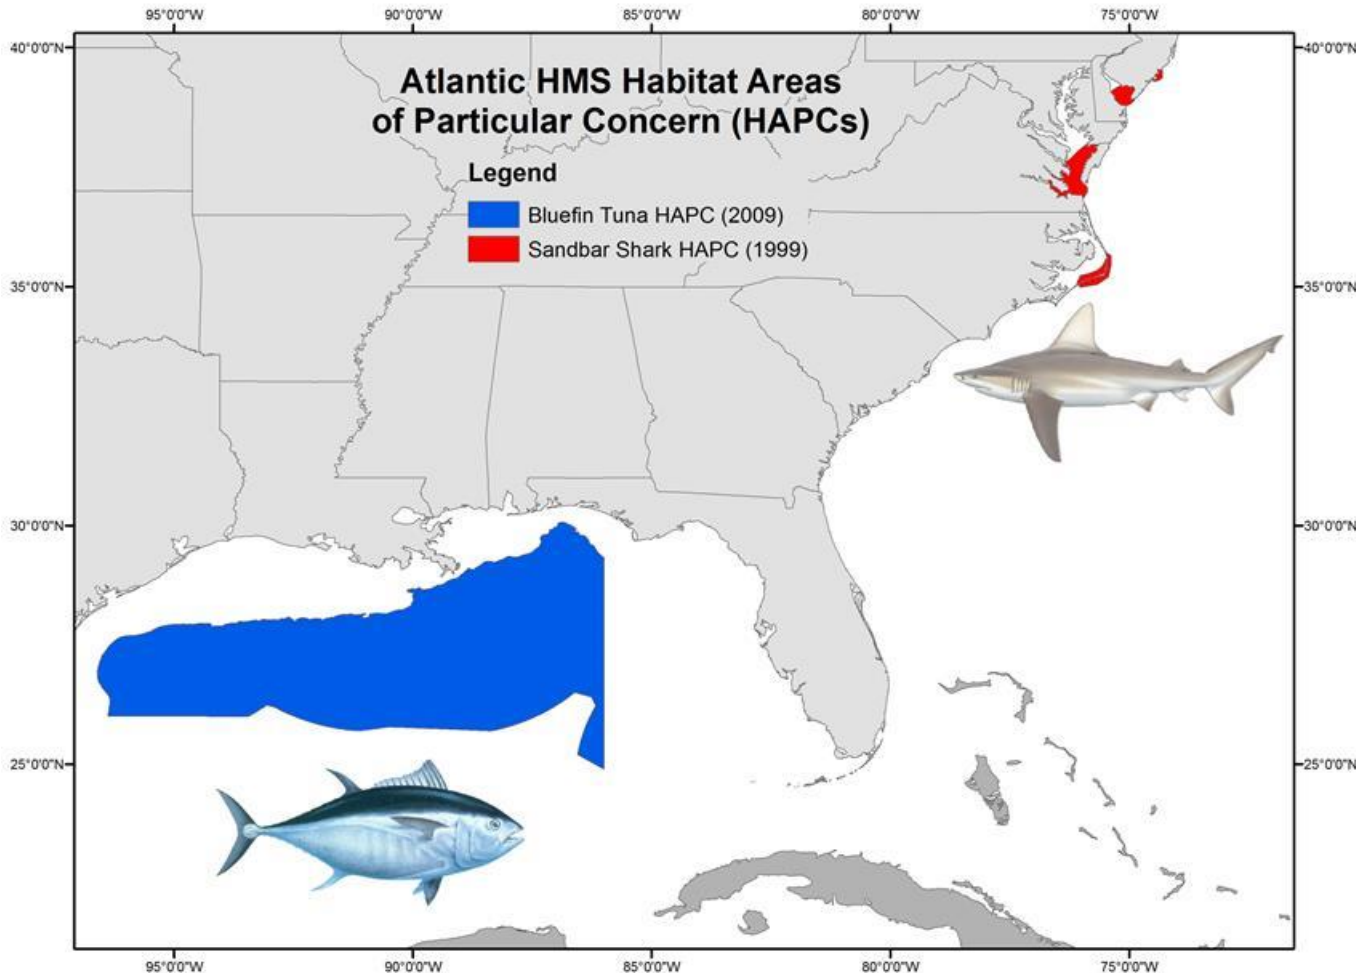 95°0'0"W 90°0'0"W 85°0'0"W 80°0'0"W 75°0'0"W
40°0'0"N 40°0'0"N
Atlantic HMS Habitat Areas
of Particular Concern (HAPCs)
Legend
Bluefin Tuna HAPC (2009)
Sandbar Shark HAPC (1999)
35°0'0"N 35°0'0"N
30°0'0"N 30°0'0"N
25°0'0"N 25°0'0"N
95°0'0"W 90°0'0"W 85°0'0"W 80°0'0"W 75°0'0"W